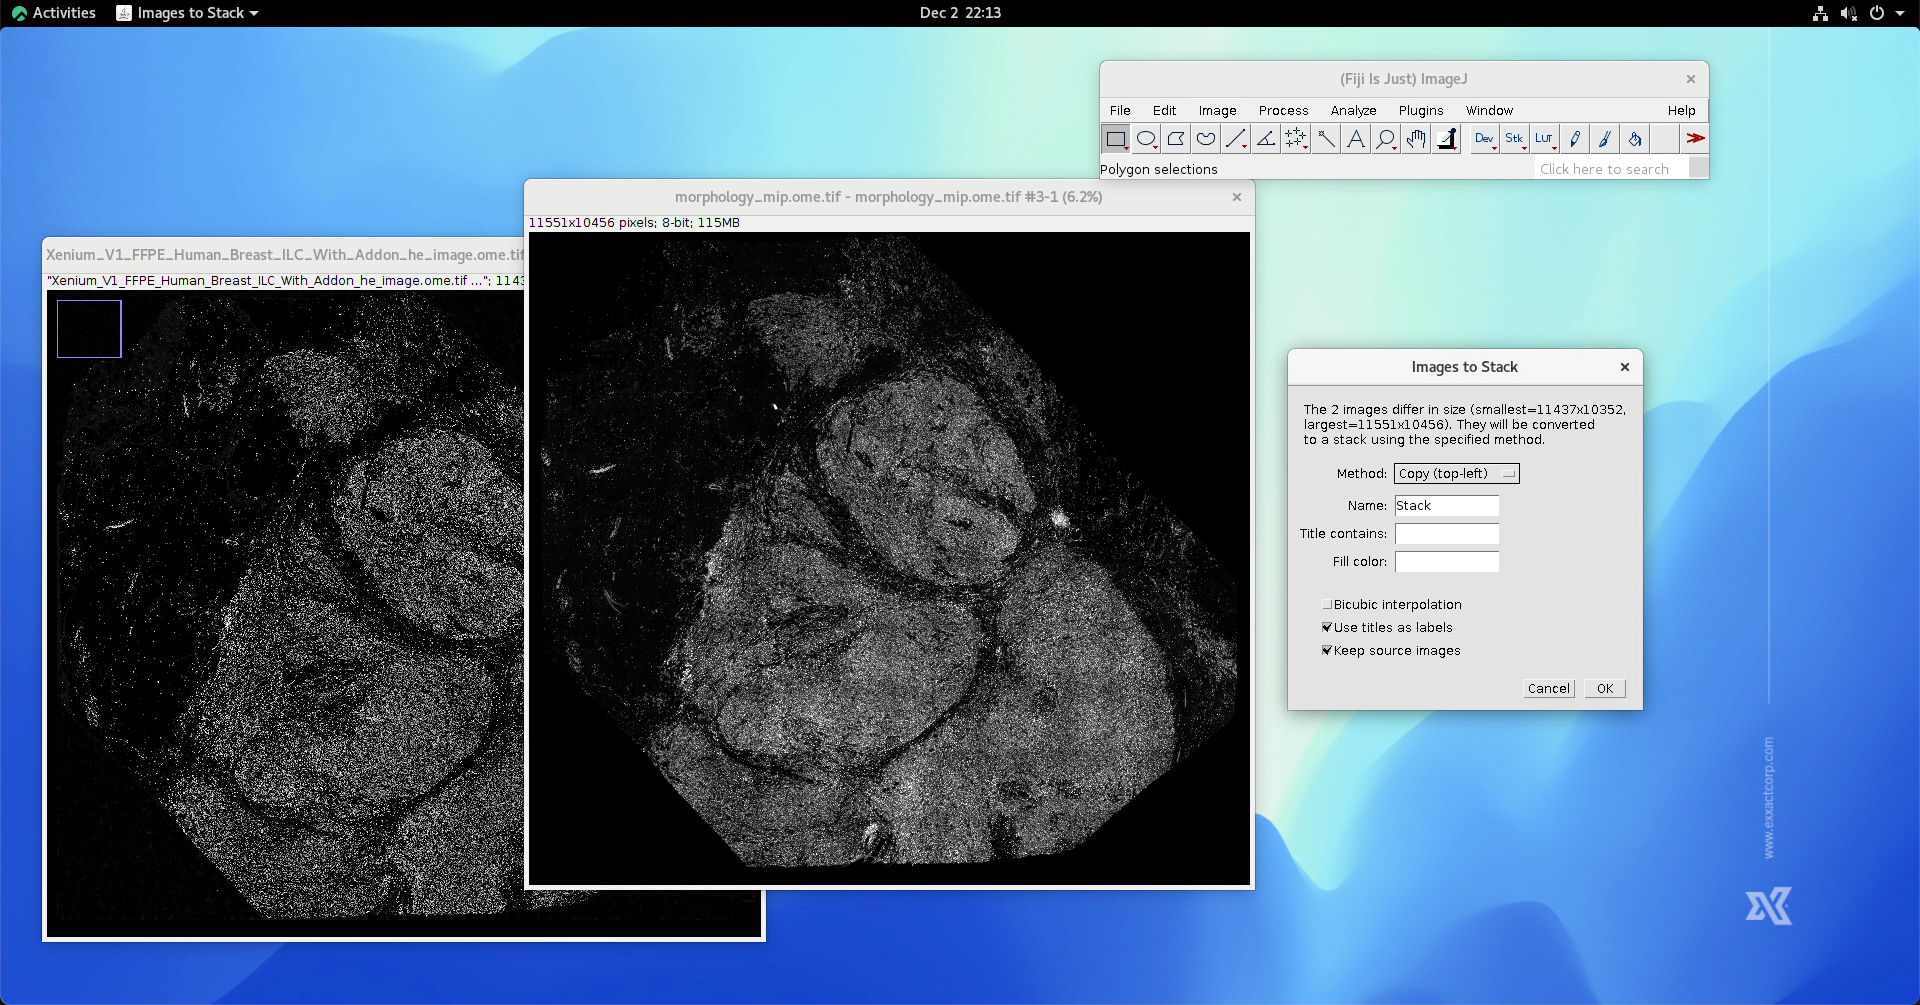 Activities
Images to Stack
Dec 2 22:13
(Fiji Is Just) ImageJ
File Edit Image Process Analyze Plugins Window Help
Dev Stk LUT
Polygon selections
Click here to search
morphology_mip.ome.tif - morphology_mip.ome.tif #3-1 (6.2%)
11551x10456 pixels; 8-bit; 115MB
Xenium_V1_FFPE_Human_Breast_ILC_With_Addon_he_image.ome.tif
"Xenium_V1_FFPE_Human_Breast_ILC_With_Addon_he_image.ome.tif ..."; 1143
Images to Stack
The 2 images differ in size (smallest=11437x10352,
largest=11551x10456). They will be converted
to a stack using the specified method.
Method: Copy (top-left)
Name: Stack
Title contains:
Fill color:
Bicubic interpolation
Use titles as labels
Keep source images
Cancel OK
www.exxactcorp.com